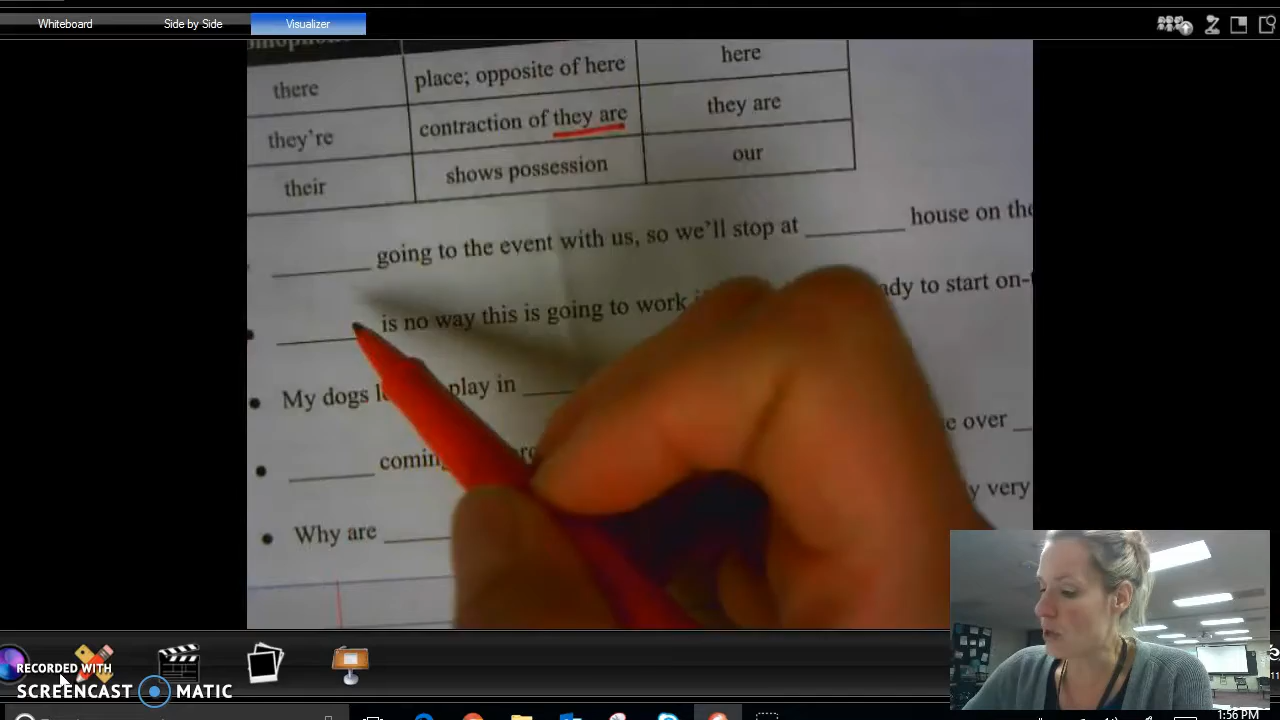 Whiteboard Side by Side Visualizer
there place; opposite of here here
they're contraction of they are they are
their shows possession our
going to the event with us, so we'll stop at ________ house on the
is no way this is going to work ady to start on-
My dogs play in
e over
coming
y very
Why are
RECORDED WITH
SCREENCAST MATIC
1:56 PM